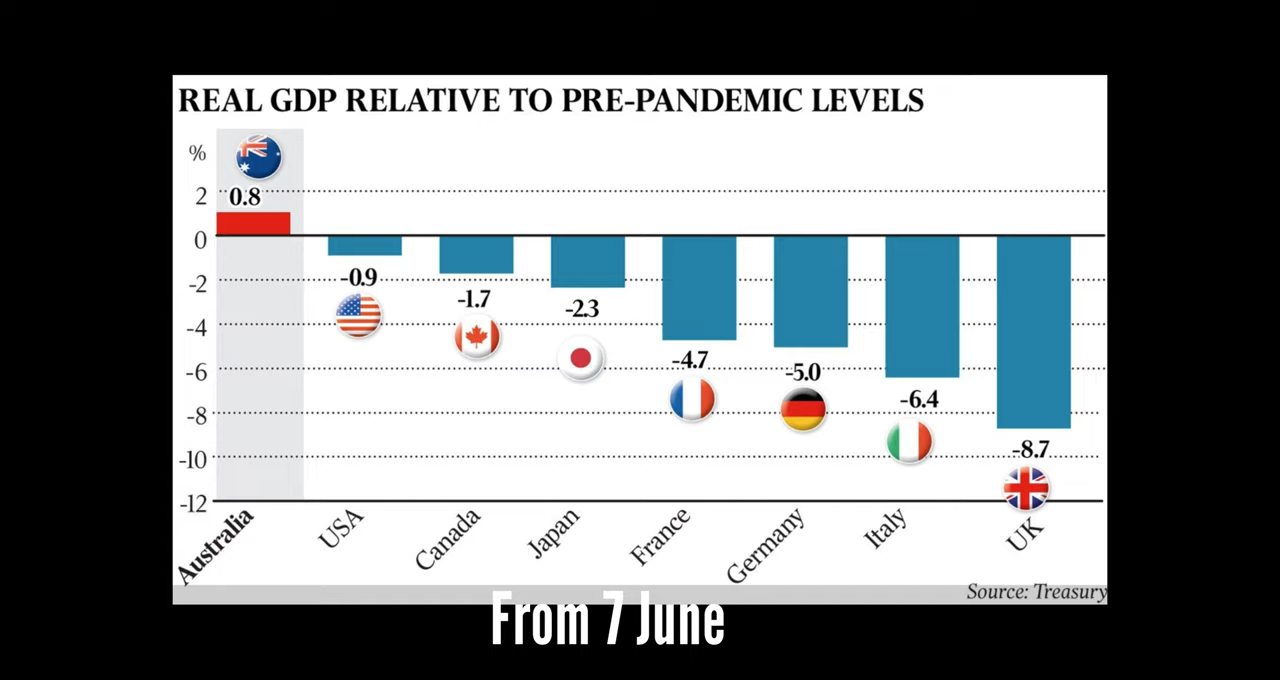 REAL GDP RELATIVE TO PRE-PANDEMIC LEVELS
%
2
0
-2
-4
-6
-8
-10
-12
0.8
-0.9
-1.7
-2.3
-4.7
-5.0
-6.4
-8.7
Australia
USA
Canada
Japan
France
Germany
Italy
UK
Source: Treasury
From 7 June